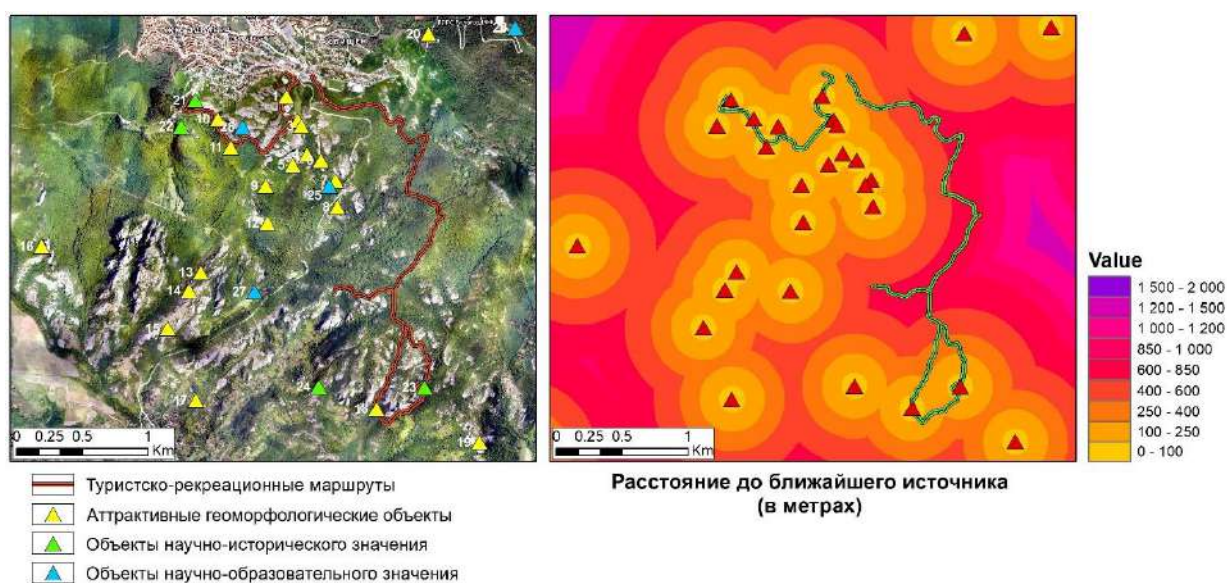 20
21
10
22
26
11
5
9
25
8
12
16
13
14
27
15
24
23
17
18
19
0 0.25 0.5 1
Km
0 0.25 0.5 1
Km
Value
1 500 - 2 000
1 200 - 1 500
1 000 - 1 200
850 - 1 000
600 - 850
400 - 600
250 - 400
100 - 250
0 - 100
Расстояние до ближайшего источника
(в метрах)
Туристско-рекреационные маршруты
Аттрактивные геоморфологические объекты
Объекты научно-исторического значения
Объекты научно-образовательного значения